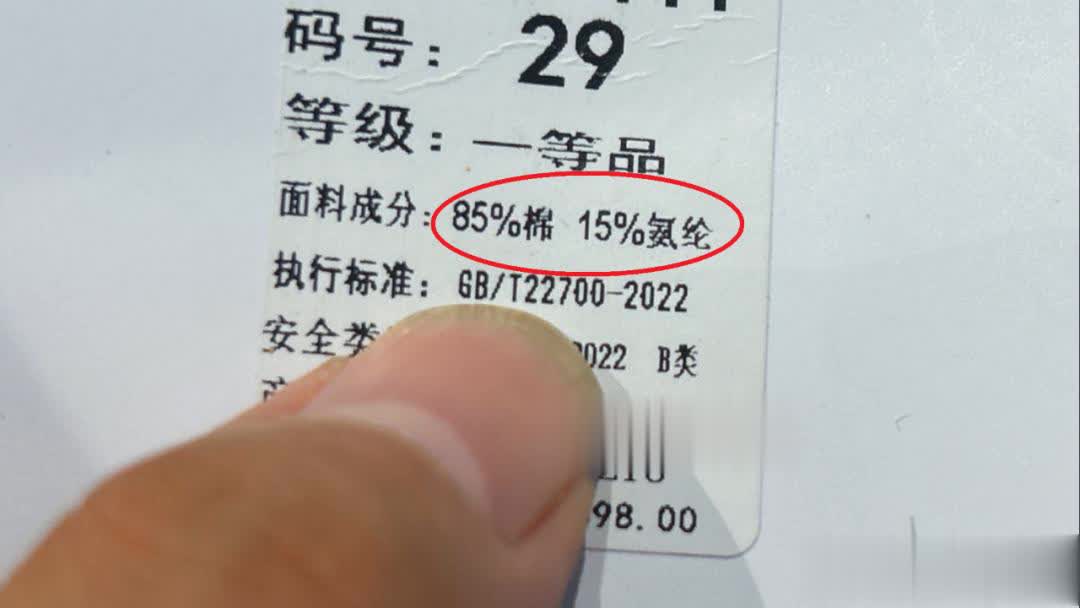 码号: 29
等级: 一等品
面料成分: 85%棉 15%氨纶
执行标准: GB/T22700-2022
安全类 2022 B类
98.00